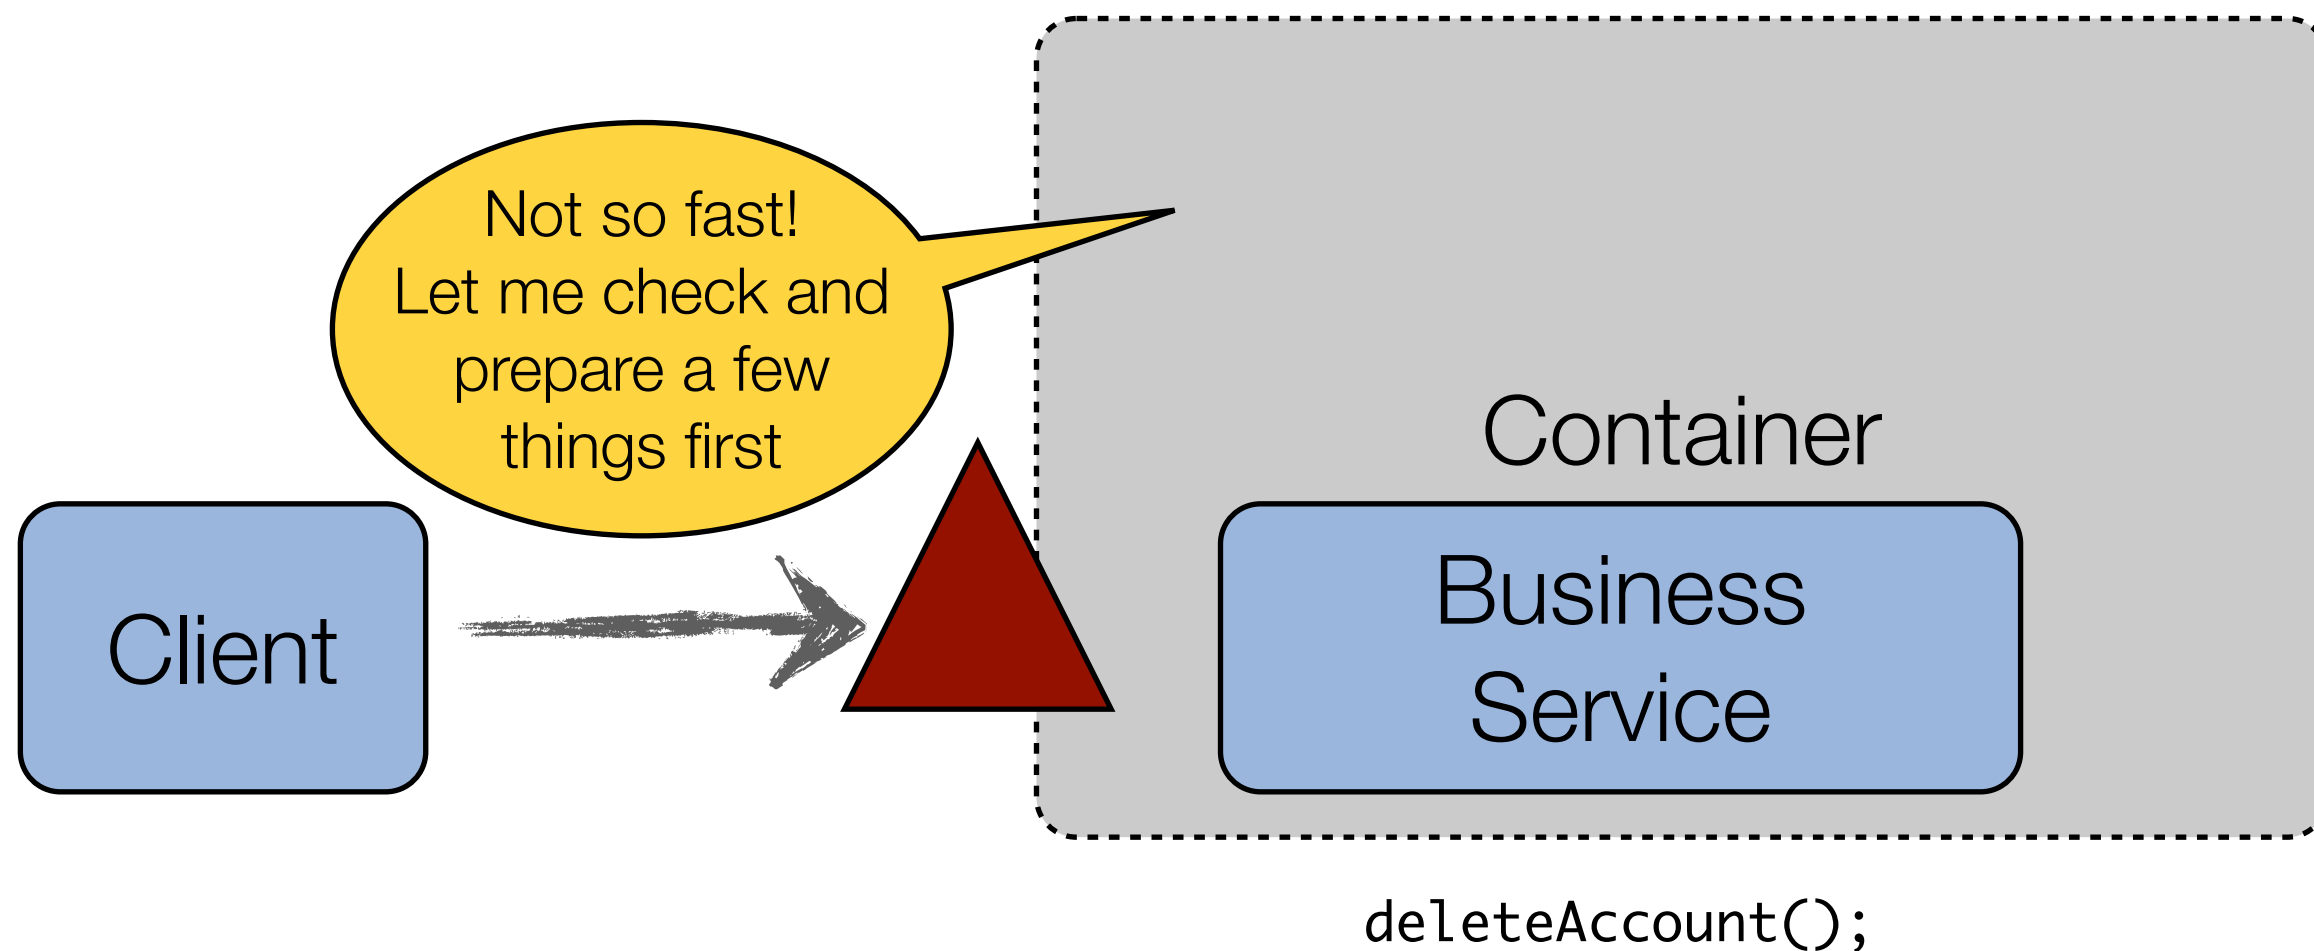 Not so fast!
Let me check and
prepare a few
things first
Container
Client
Business
Service
deleteAccount();